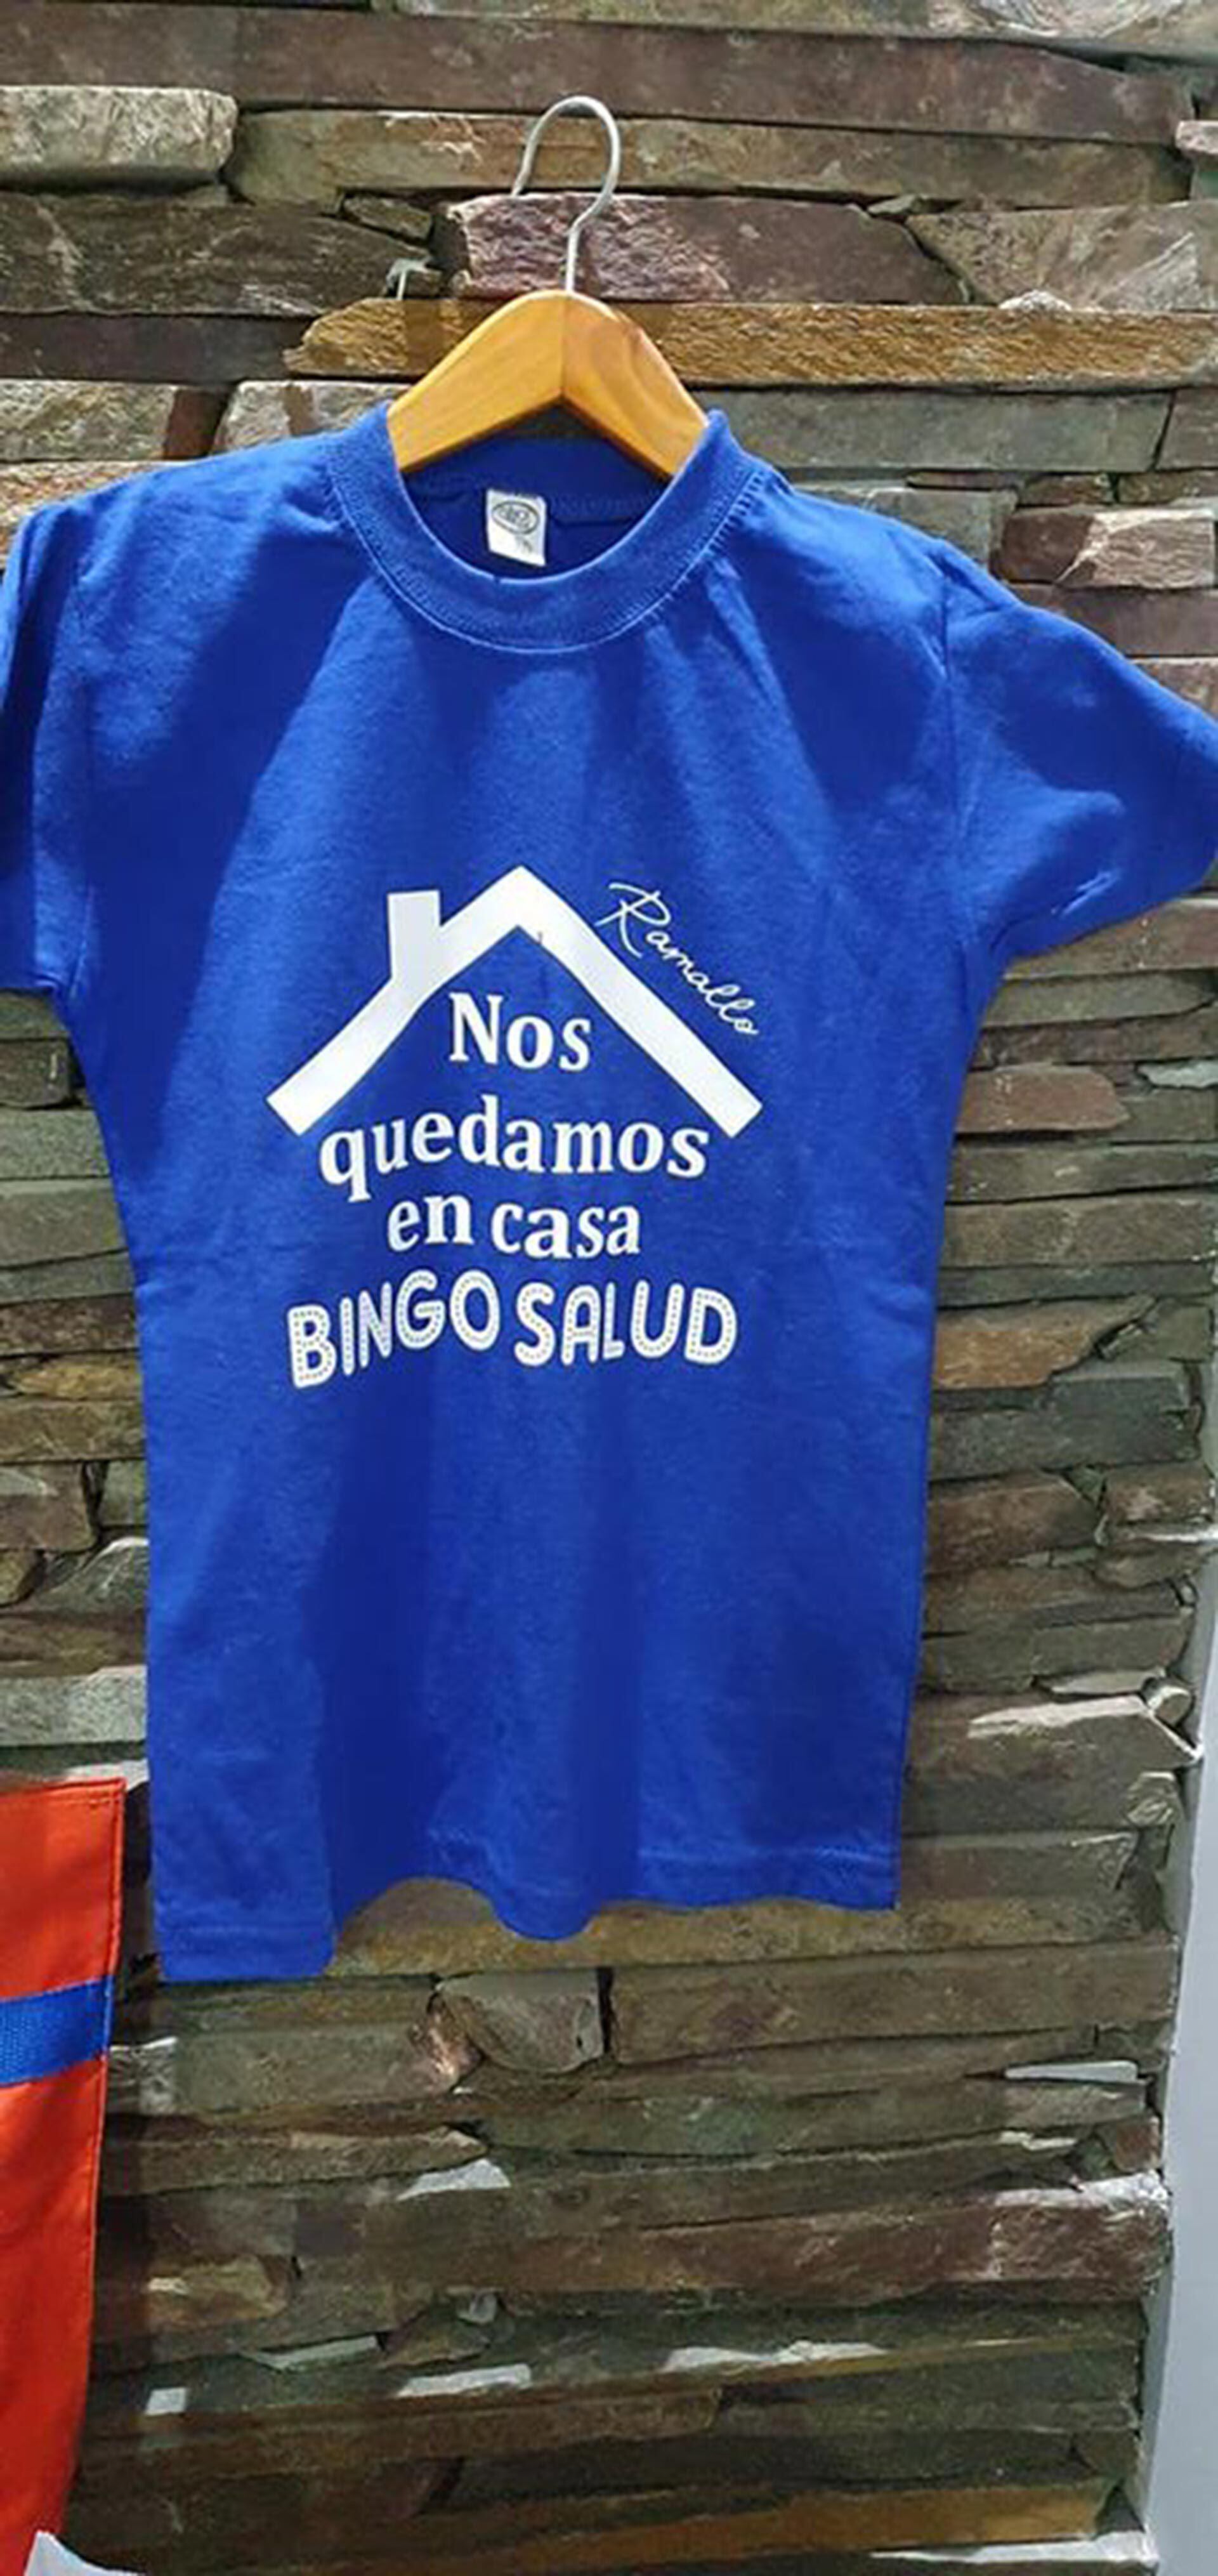 Ramallo
Nos
quedamos
en casa
BINGO SALUD